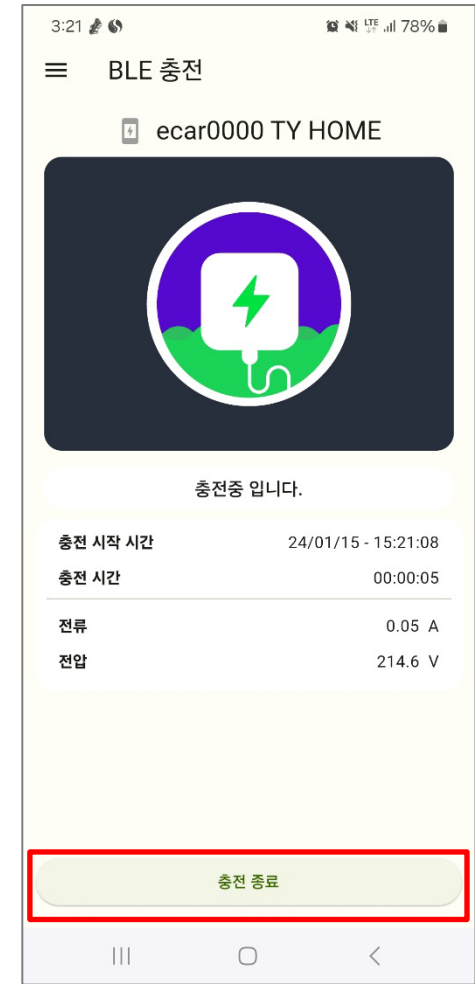 3:21 LTE 78%
BLE 충전
ecar0000 TY HOME
충전중 입니다.
충전 시작 시간 24/01/15 - 15:21:08
충전 시간 00:00:05
전류 0.05 A
전압 214.6 V
충전 종료